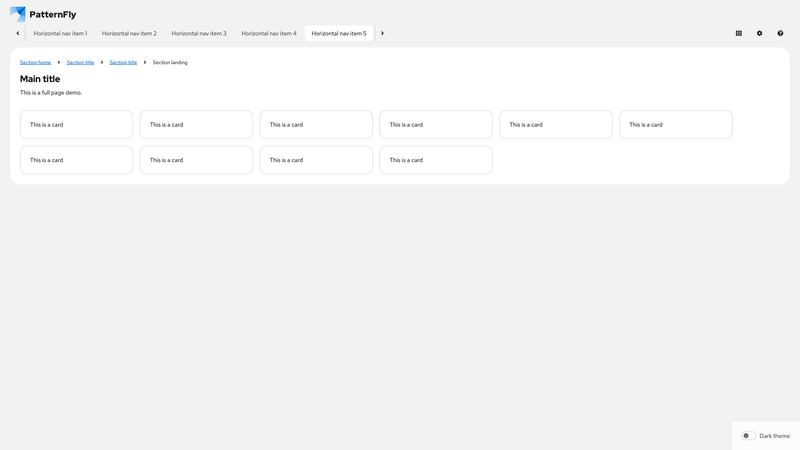 PatternFly
Horizontal nav item 1 Horizontal nav item 2 Horizontal nav item 3 Horizontal nav item 4 Horizontal nav item 5
Section home Section title Section title Section landing
Main title
This is a full page demo.
This is a card This is a card This is a card This is a card This is a card This is a card
This is a card This is a card This is a card This is a card
Dark theme